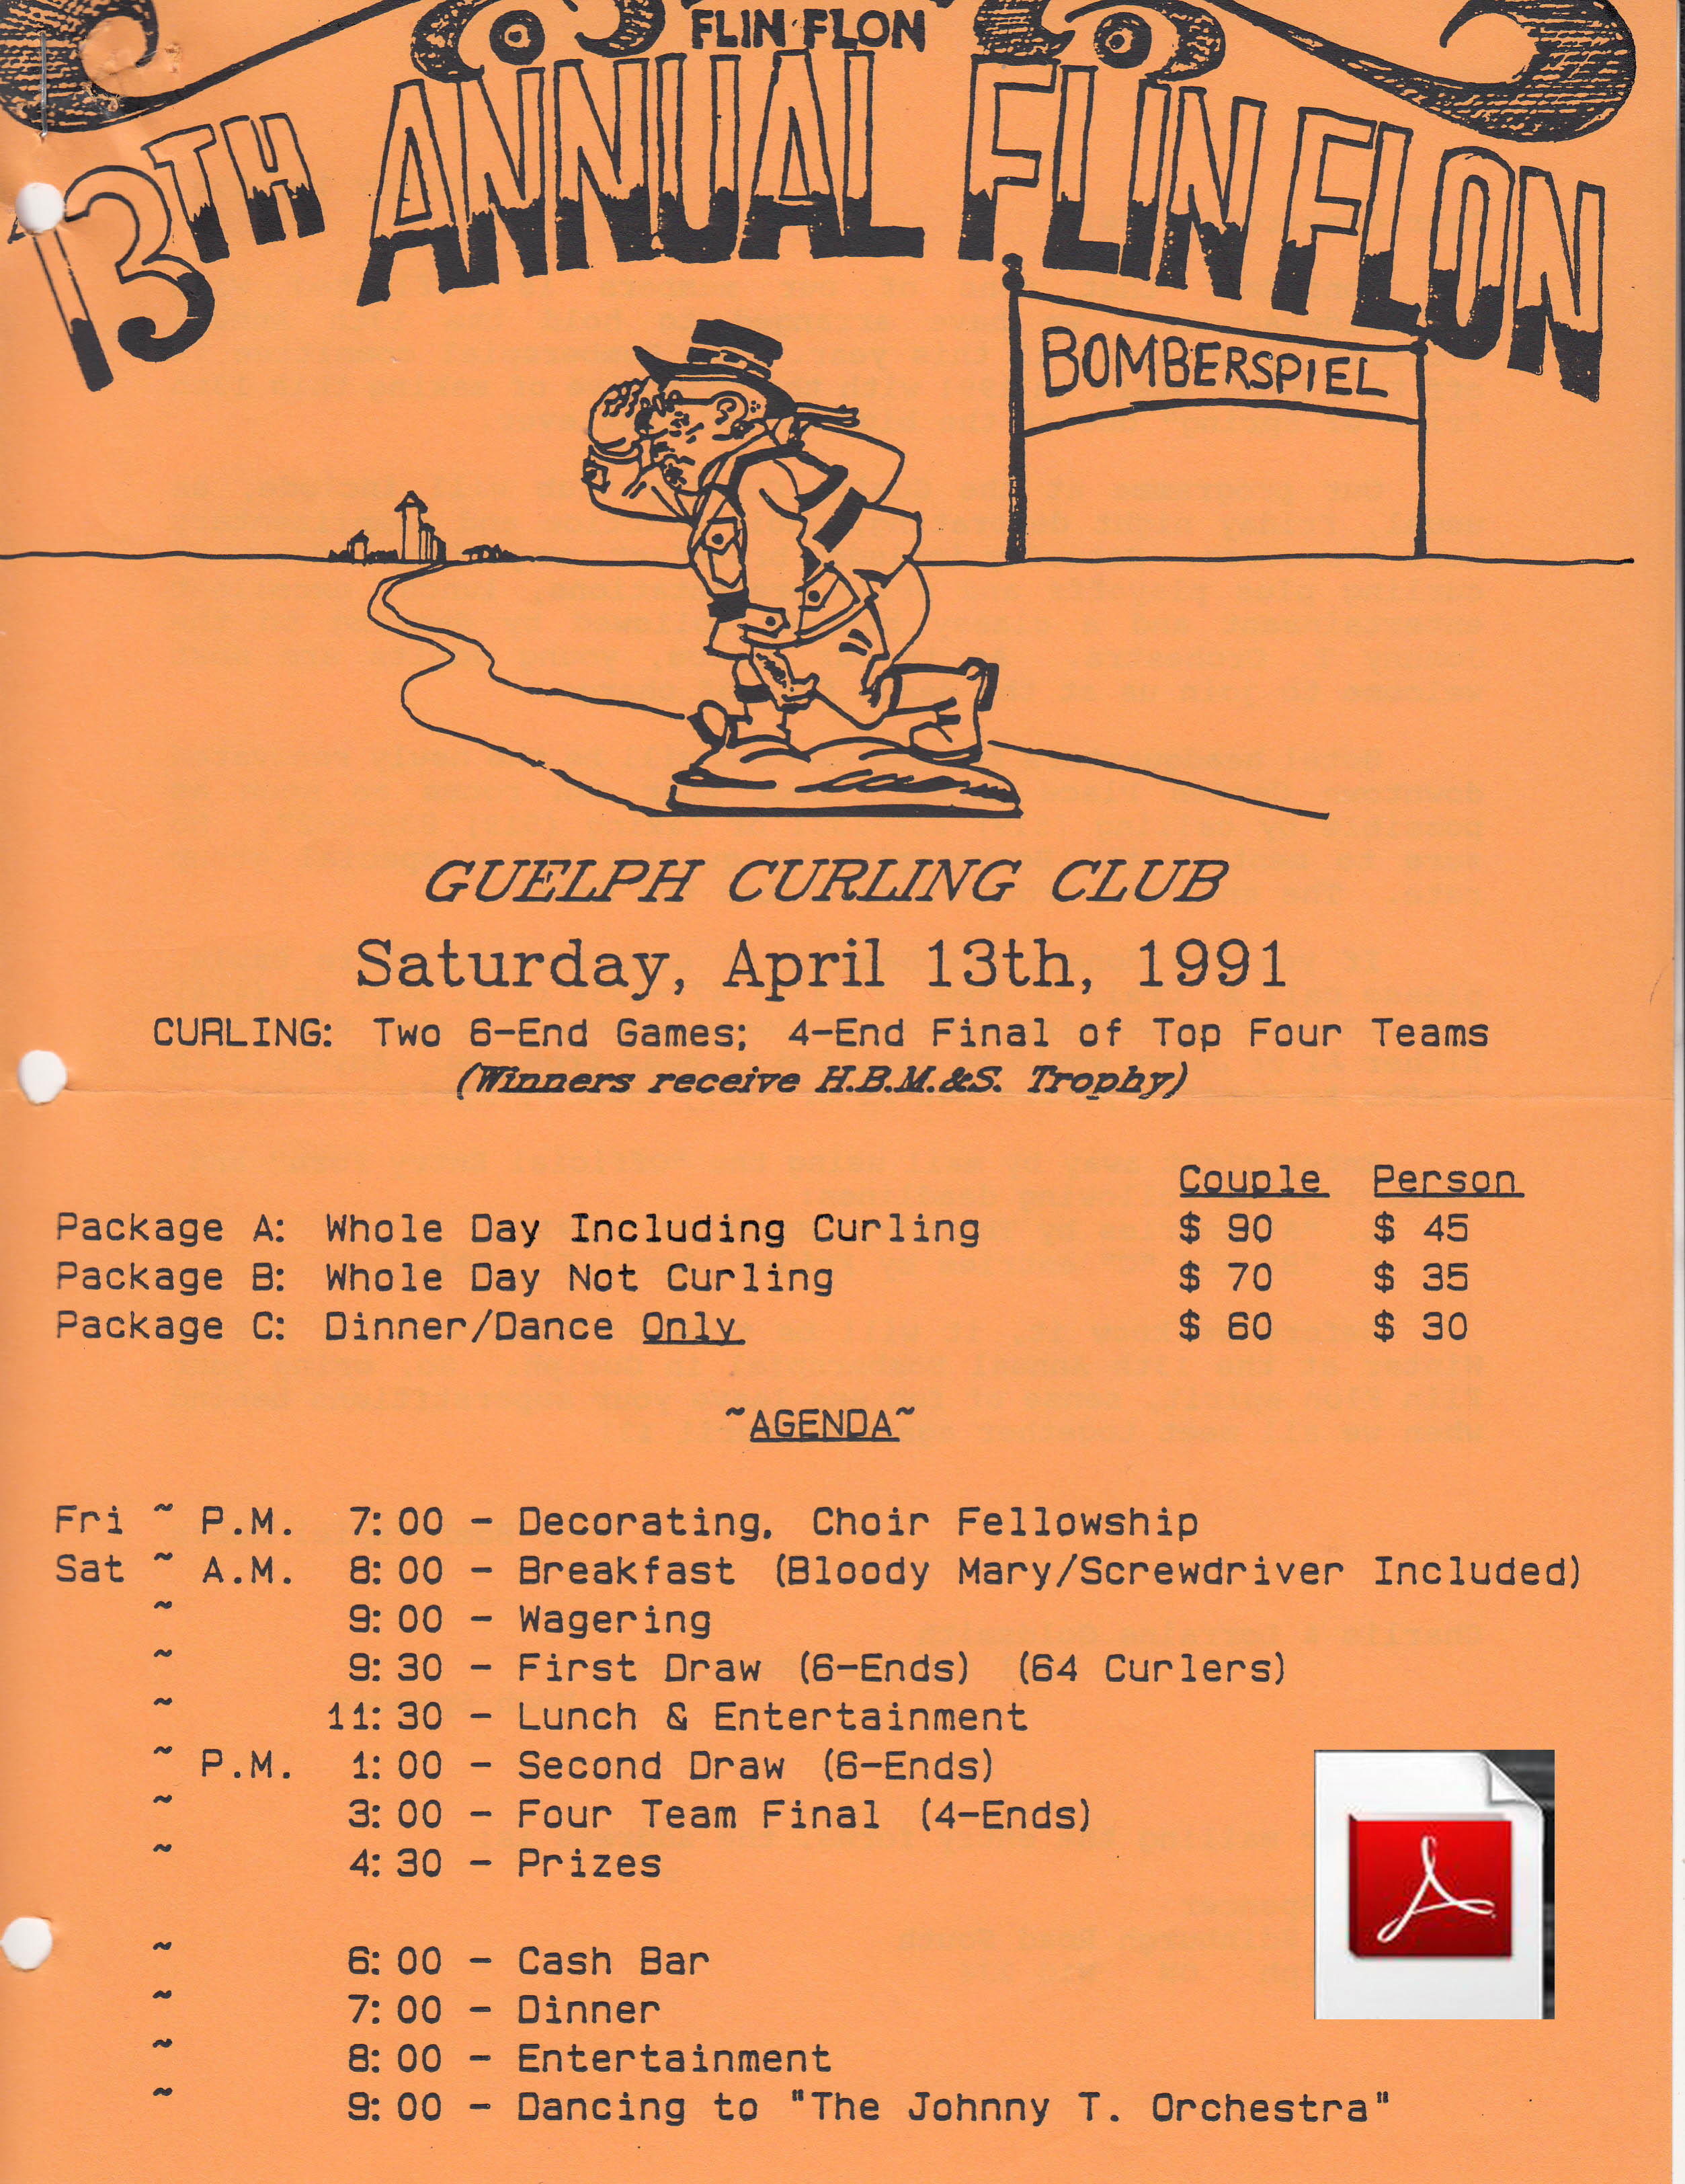 FLIN FLON
13TH ANNUAL FLIN FLON
BOMBERSPIEL
GUELPH CURLING CLUB
Saturday, April 13th, 1991
CURLING: Two 6-End Games; 4-End Final of Top Four Teams
(Winners receive H.B.M.&S. Trophy)
Couple Person
Package A: Whole Day Including Curling $ 90 $ 45
Package B: Whole Day Not Curling $ 70 $ 35
Package C: Dinner/Dance Only $ 60 $ 30
~AGENDA~
Fri ~ P.M. 7:00 - Decorating, Choir Fellowship
Sat ~ A.M. 8:00 - Breakfast (Bloody Mary/Screwdriver Included)
~ 9:00 - Wagering
~ 9:30 - First Draw (6-Ends) (64 Curlers)
~ 11:30 - Lunch & Entertainment
~ P.M. 1:00 - Second Draw (6-Ends)
~ 3:00 - Four Team Final (4-Ends)
~ 4:30 - Prizes
~ 6:00 - Cash Bar
~ 7:00 - Dinner
~ 8:00 - Entertainment
~ 9:00 - Dancing to "The Johnny T. Orchestra"